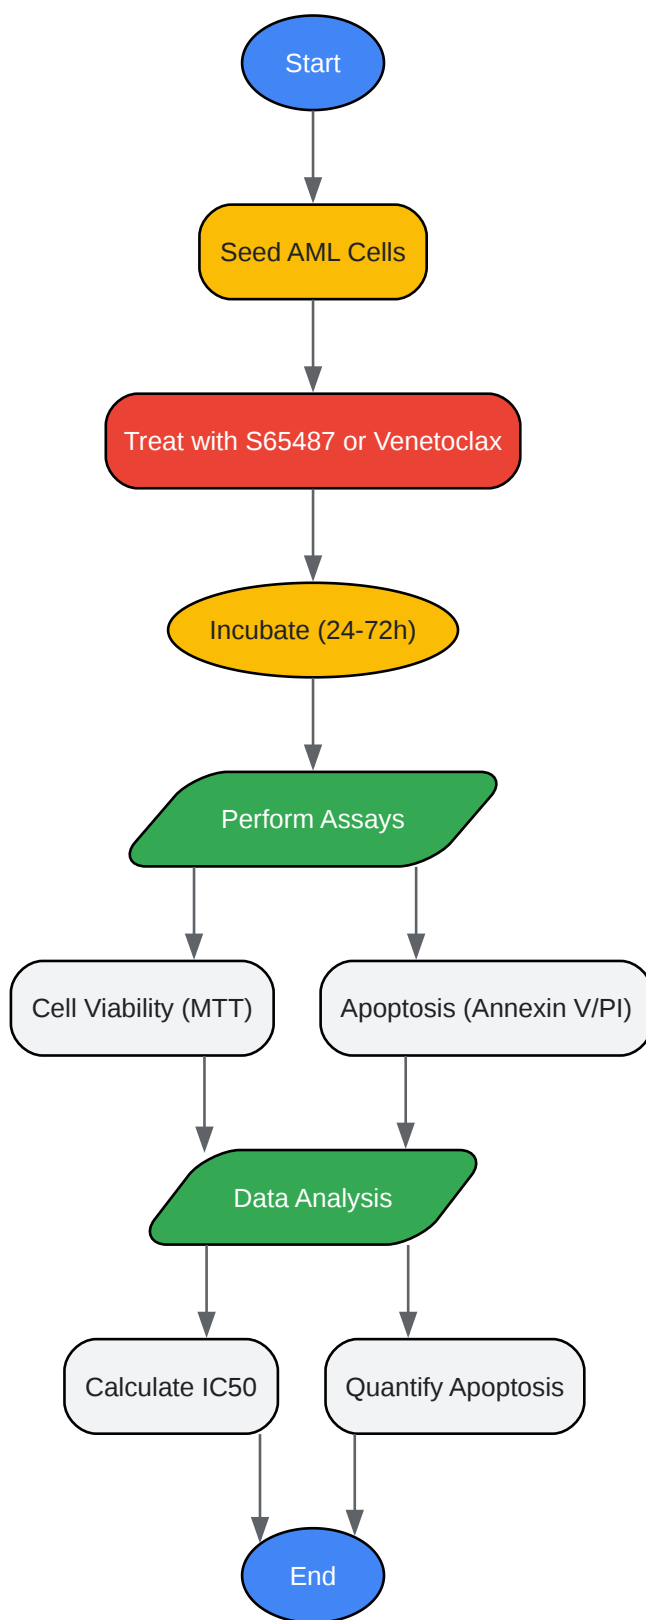 Start
Seed AML Cells
Treat with S65487 or Venetoclax
Incubate (24-72h)
Perform Assays
Cell Viability (MTT)
Apoptosis (Annexin V/PI)
Data Analysis
Calculate IC50
Quantify Apoptosis
End